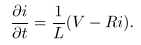 ∂i/∂t = 1/L (V − Ri).